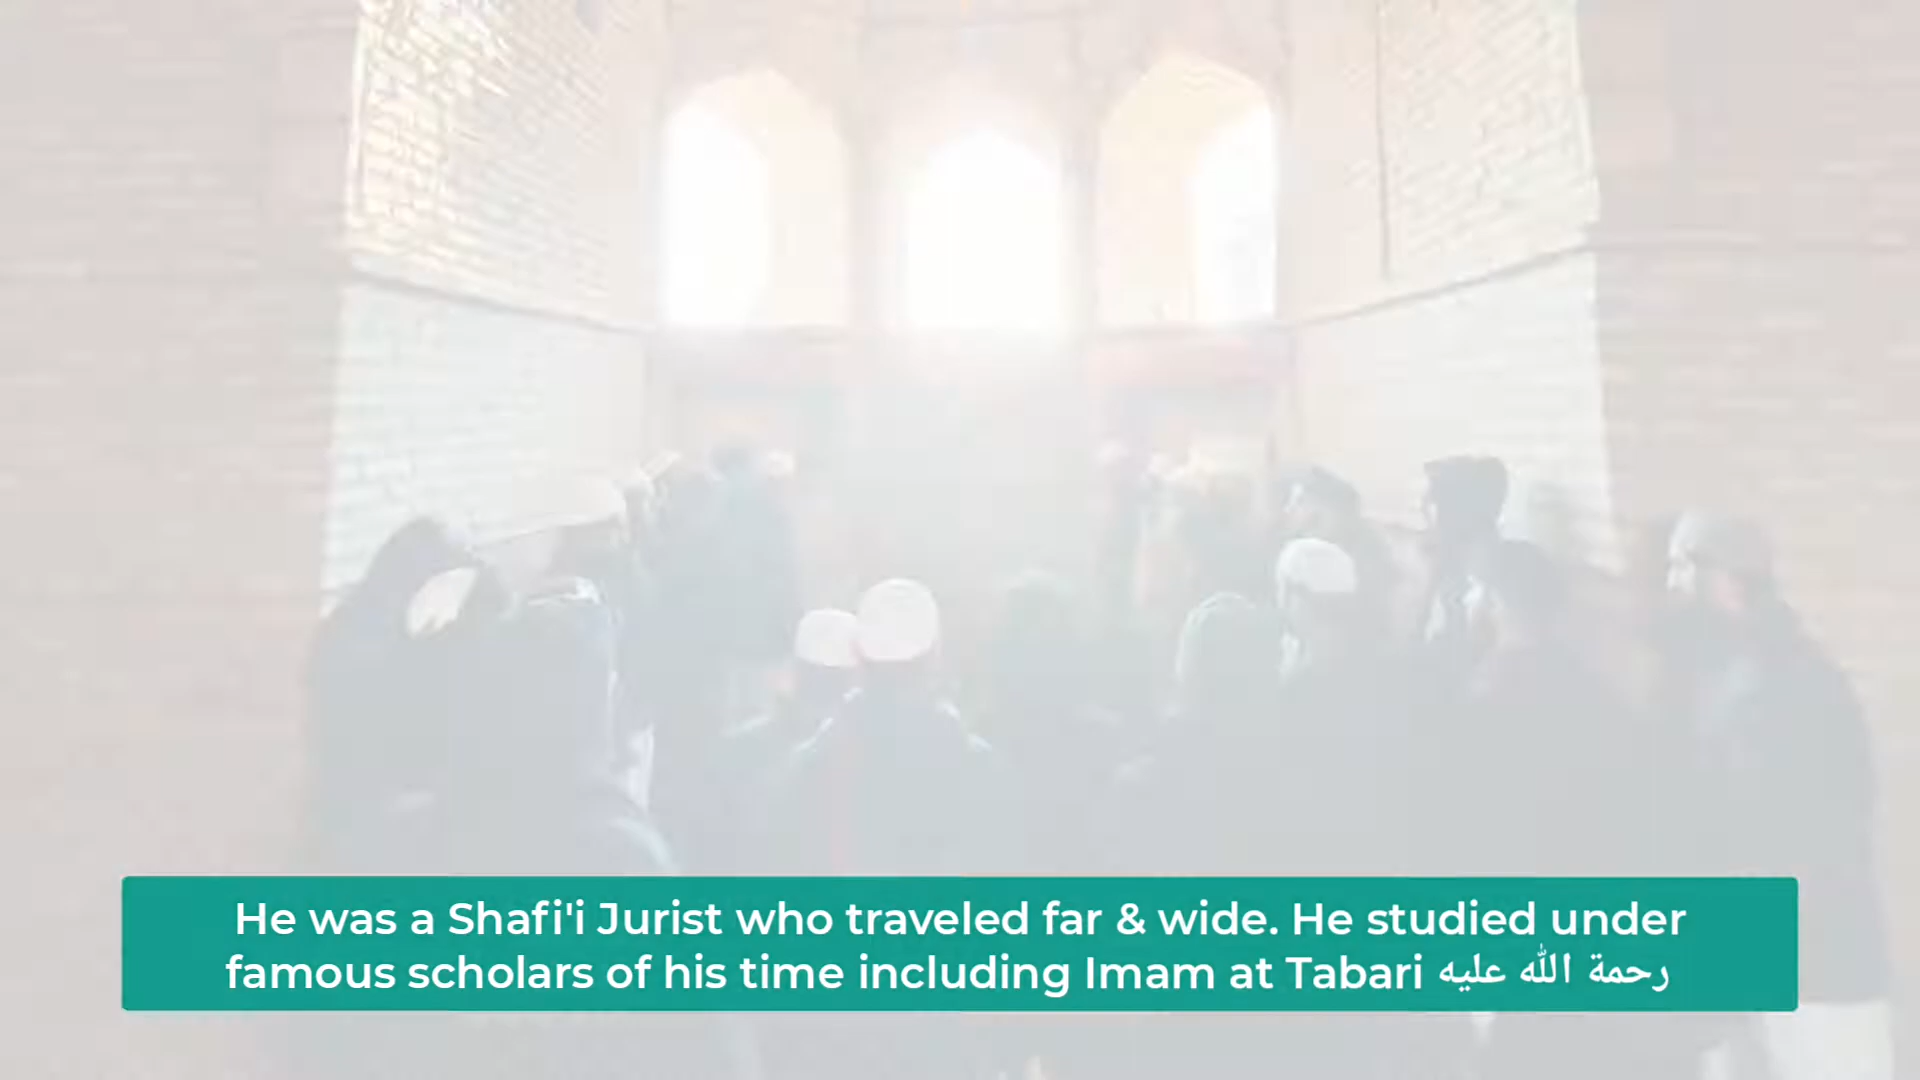 He was a Shafi'i Jurist who traveled far & wide. He studied under
famous scholars of his time including Imam at Tabari رحمة الله عليه